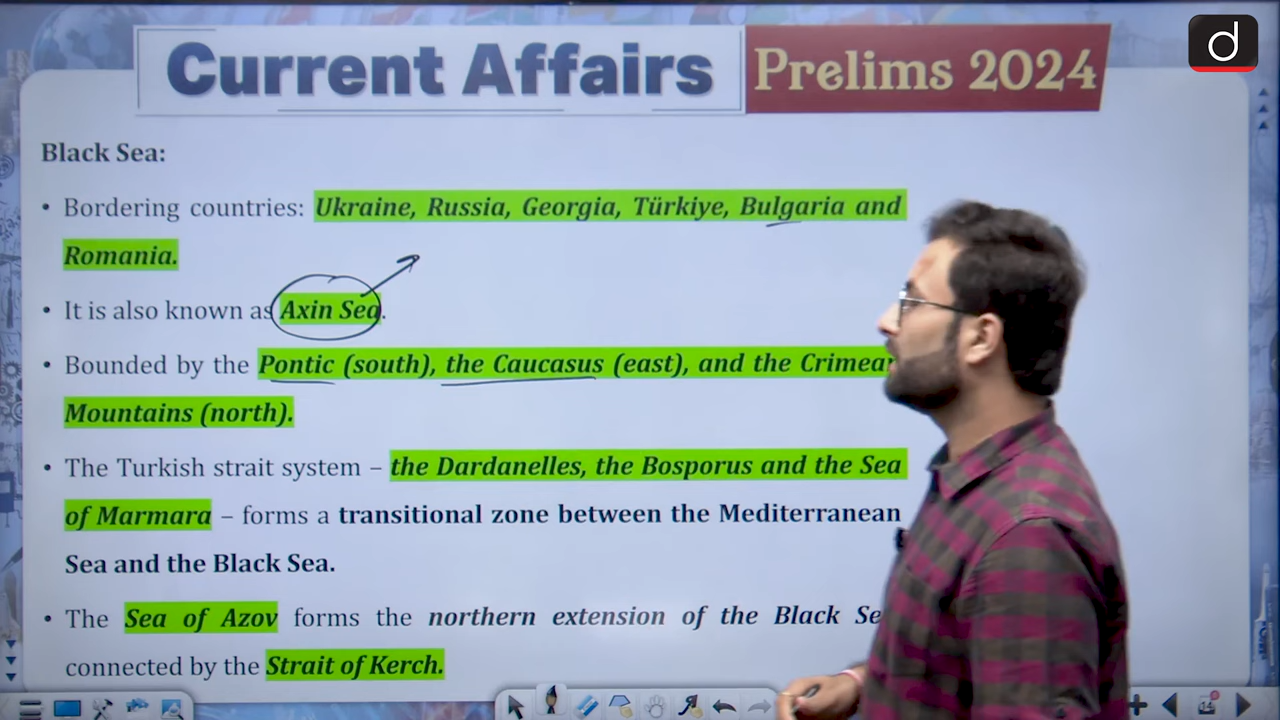 Current Affairs Prelims 2024
d
Black Sea:
• Bordering countries: Ukraine, Russia, Georgia, Türkiye, Bulgaria and
Romania.
• It is also known as Axin Sea.
• Bounded by the Pontic (south), the Caucasus (east), and the Crimea
Mountains (north).
• The Turkish strait system – the Dardanelles, the Bosporus and the Sea
of Marmara – forms a transitional zone between the Mediterranean
Sea and the Black Sea.
• The Sea of Azov forms the northern extension of the Black Se
connected by the Strait of Kerch.